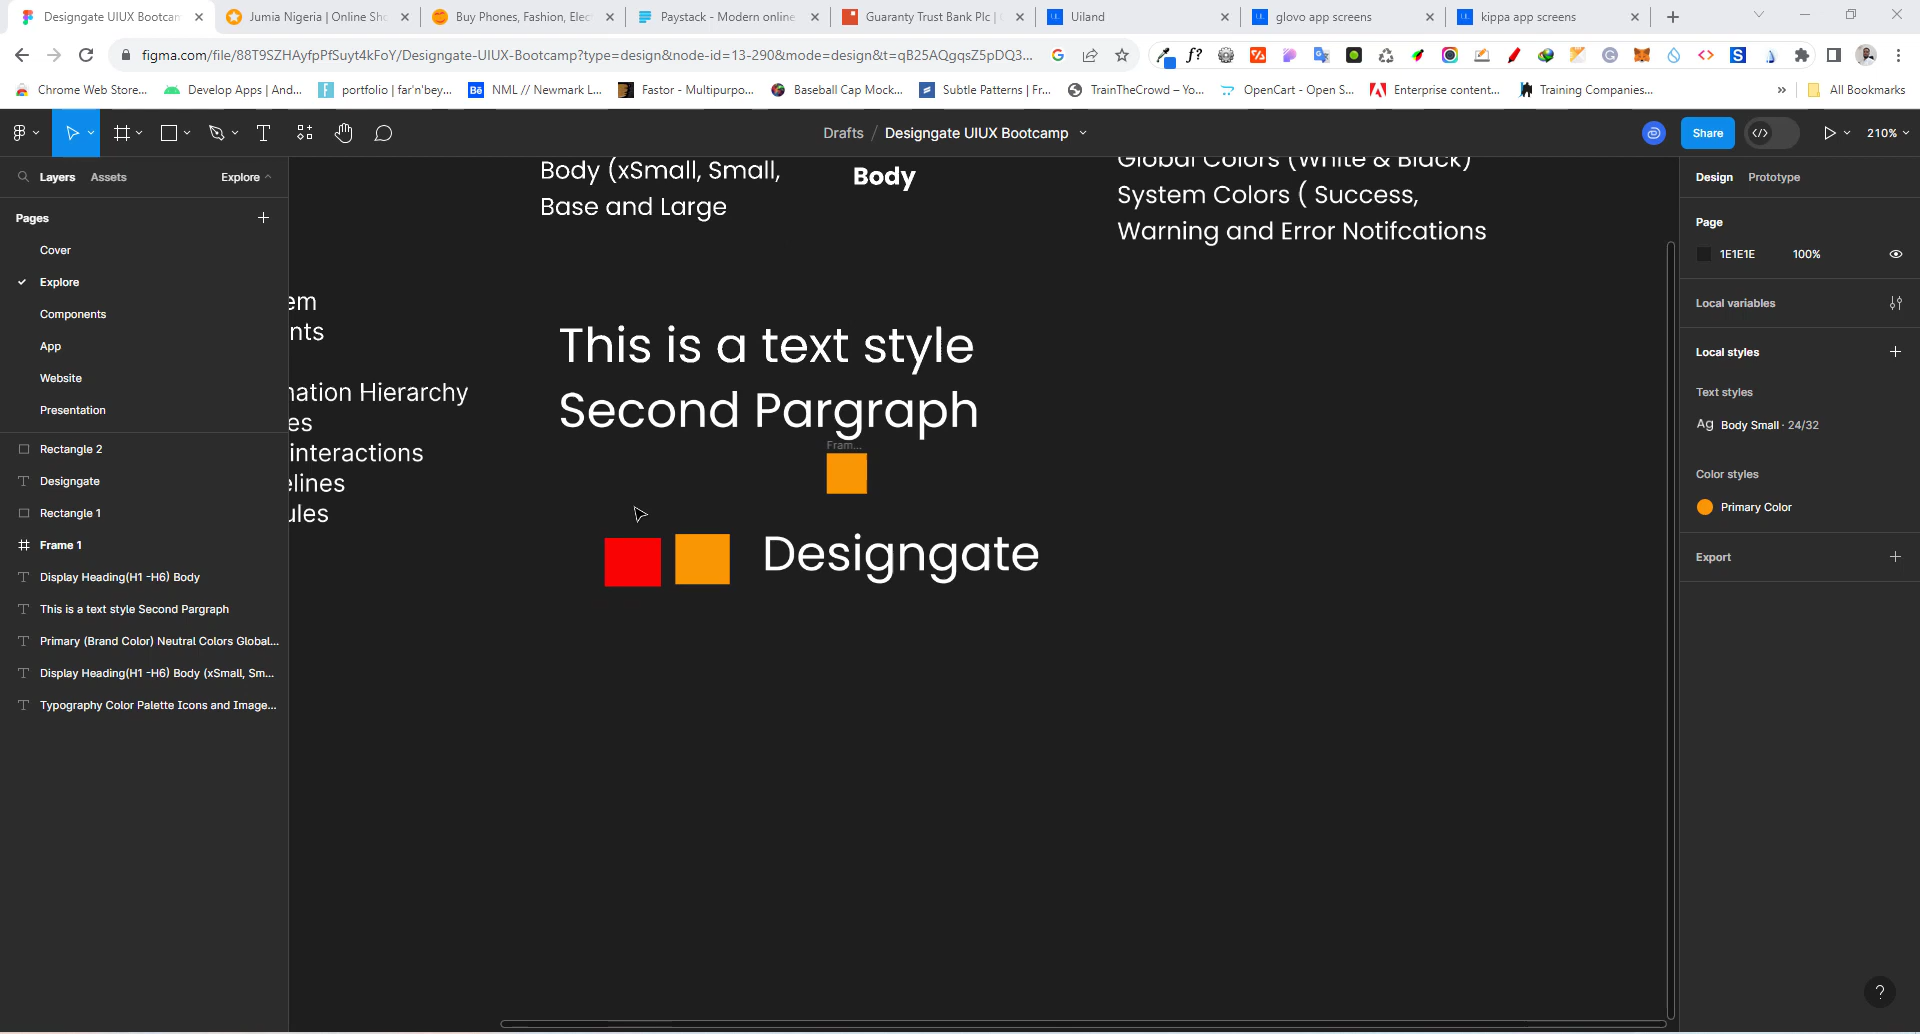 Designgate UIUX Bootcam
Jumia Nigeria | Online Sho
Buy Phones, Fashion, Elec
Paystack - Modern online
Guaranty Trust Bank Plc |
Uiland
glovo app screens
kippa app screens
figma.com/file/88T9SZHAyfpPfSuyt4kFoY/Designgate-UIUX-Bootcamp?type=design&node-id=13-290&mode=design&t=qB25AQgqsZ5pDQ3...
Chrome Web Store...
Develop Apps | And...
portfolio | far'n'bey...
NML // Newmark L...
Fastor - Multipurpo...
Baseball Cap Mock...
Subtle Patterns | Fr...
TrainTheCrowd – Yo...
OpenCart - Open S...
Enterprise content...
Training Companies...
All Bookmarks
Drafts / Designgate UIUX Bootcamp
Share
210%
Layers
Assets
Explore
Pages
Cover
Explore
Components
App
Website
Presentation
Rectangle 2
Designgate
Rectangle 1
Frame 1
Display Heading(H1 -H6) Body
This is a text style Second Pargraph
Primary (Brand Color) Neutral Colors Global...
Display Heading(H1 -H6) Body (xSmall, Sm...
Typography Color Palette Icons and Image...
em
nts
nation Hierarchy
es
interactions
elines
ules
Body (xSmall, Small,
Base and Large
Body
Global Colors (White & Black)
System Colors ( Success,
Warning and Error Notifcations
This is a text style
Second Pargraph
Fram...
Designgate
Design
Prototype
Page
1E1E1E
100%
Local variables
Local styles
Text styles
Ag Body Small · 24/32
Color styles
Primary Color
Export
?